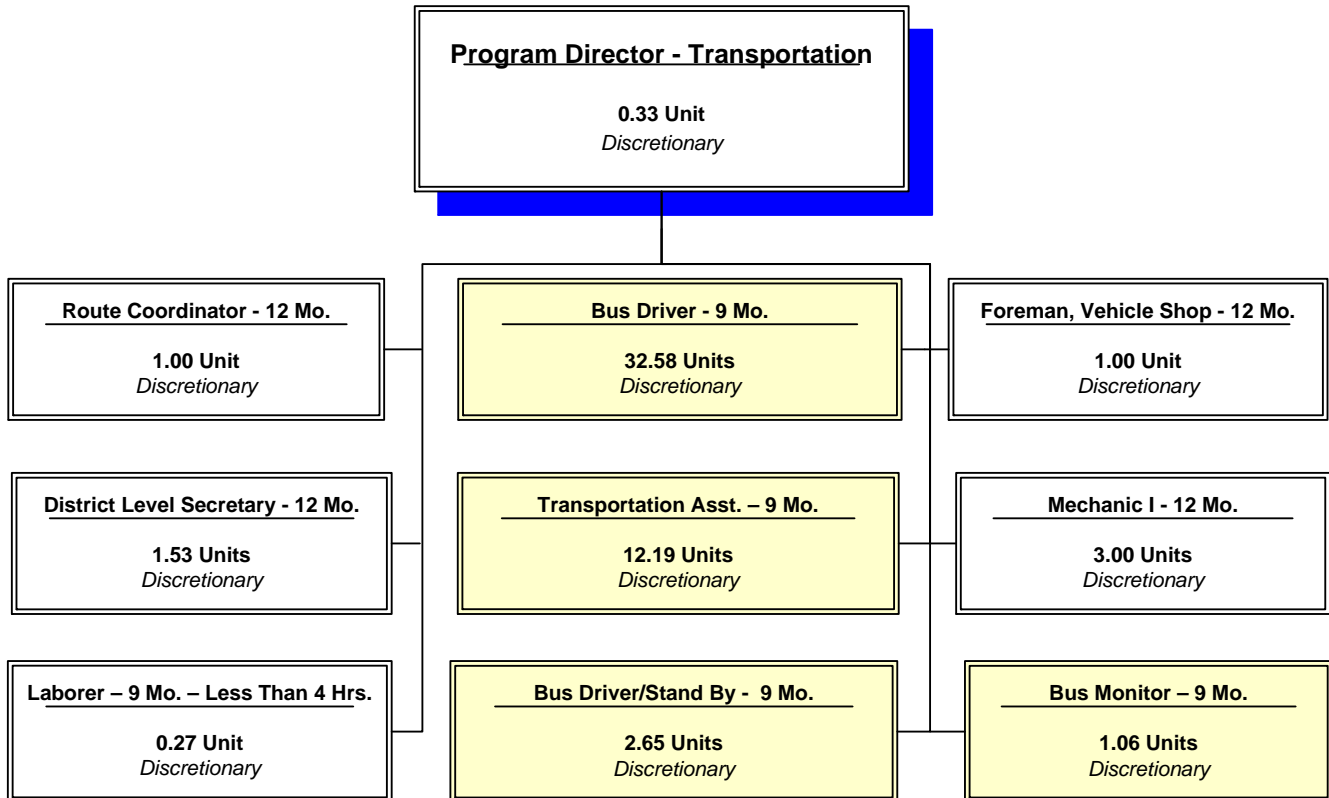 Program Director - Transportation
0.33 Unit
Discretionary
Route Coordinator - 12 Mo.
1.00 Unit
Discretionary
Bus Driver - 9 Mo.
32.58 Units
Discretionary
Foreman, Vehicle Shop - 12 Mo.
1.00 Unit
Discretionary
District Level Secretary - 12 Mo.
1.53 Units
Discretionary
Transportation Asst. – 9 Mo.
12.19 Units
Discretionary
Mechanic I - 12 Mo.
3.00 Units
Discretionary
Laborer – 9 Mo. – Less Than 4 Hrs.
0.27 Unit
Discretionary
Bus Driver/Stand By - 9 Mo.
2.65 Units
Discretionary
Bus Monitor – 9 Mo.
1.06 Units
Discretionary